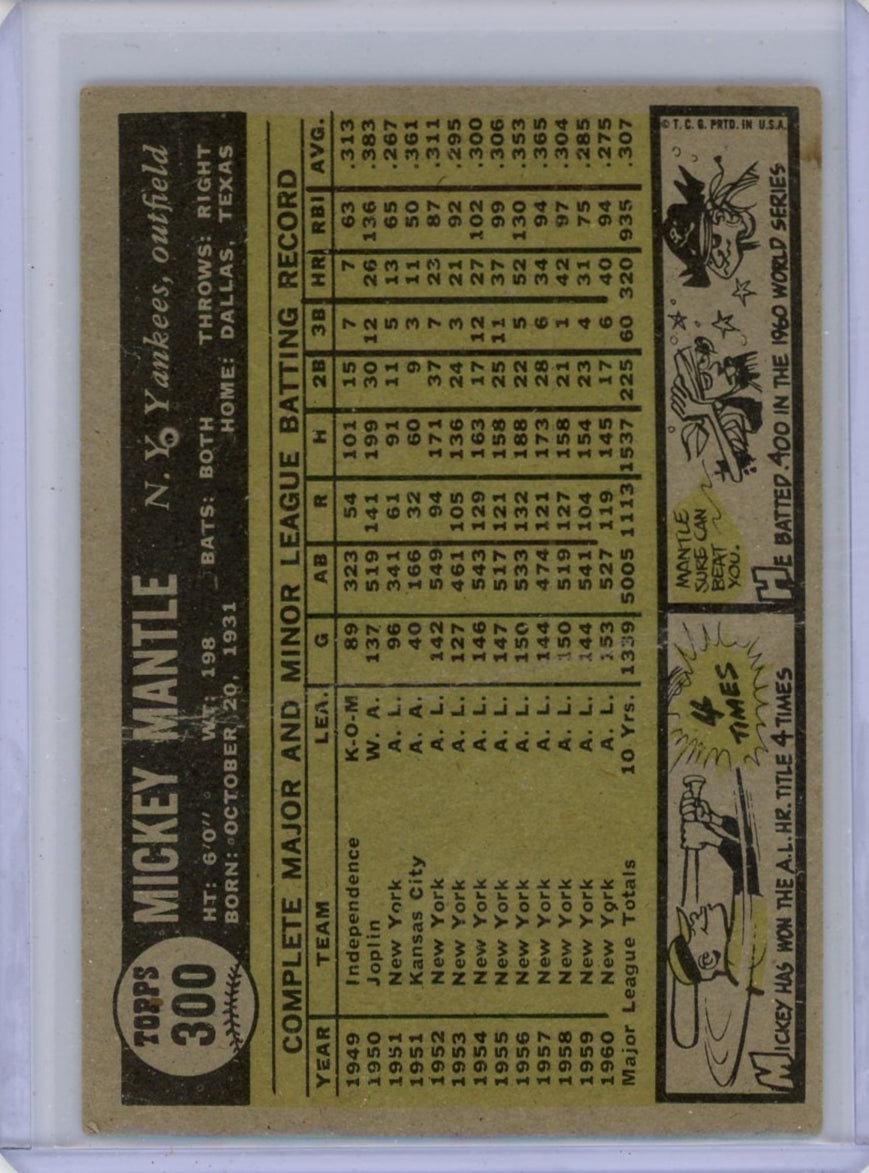 TOPPS
300
MICKEY MANTLE N. Y. Yankees, outfield
HT: 6'0" WT: 198 BATS: BOTH THROWS: RIGHT
BORN: OCTOBER 20, 1931 HOME: DALLAS, TEXAS
COMPLETE MAJOR AND MINOR LEAGUE BATTING RECORD
YEAR TEAM LEA. G AB R H 2B 3B HR RBI AVG.
1949 Independence K-O-M 89 323 54 101 15 7 7 63 .313
1950 Joplin W. A. 137 519 141 199 30 12 26 136 .383
1951 New York A. L. 96 341 61 91 11 5 13 65 .267
1951 Kansas City A. A. 40 166 32 60 9 3 11 50 .361
1952 New York A. L. 142 549 94 171 37 7 23 87 .311
1953 New York A. L. 127 461 105 136 24 3 21 92 .295
1954 New York A. L. 146 543 129 163 17 12 27 102 .300
1955 New York A. L. 147 517 121 158 25 11 37 99 .306
1956 New York A. L. 150 533 132 188 22 5 52 130 .353
1957 New York A. L. 144 474 121 173 28 6 34 94 .365
1958 New York A. L. 150 519 127 158 21 1 42 97 .304
1959 New York A. L. 144 541 104 154 23 4 31 75 .285
1960 New York A. L. 153 527 119 145 17 6 40 94 .275
Major League Totals 10 Yrs. 1339 5005 1113 1537 225 60 320 935 .307
4 TIMES
MICKEY HAS WON THE A.L. HR. TITLE 4 TIMES
MANTLE
SURE CAN
BEAT
YOU.
HE BATTED .400 IN THE 1960 WORLD SERIES
© T. C. G. PRTD. IN U.S.A.